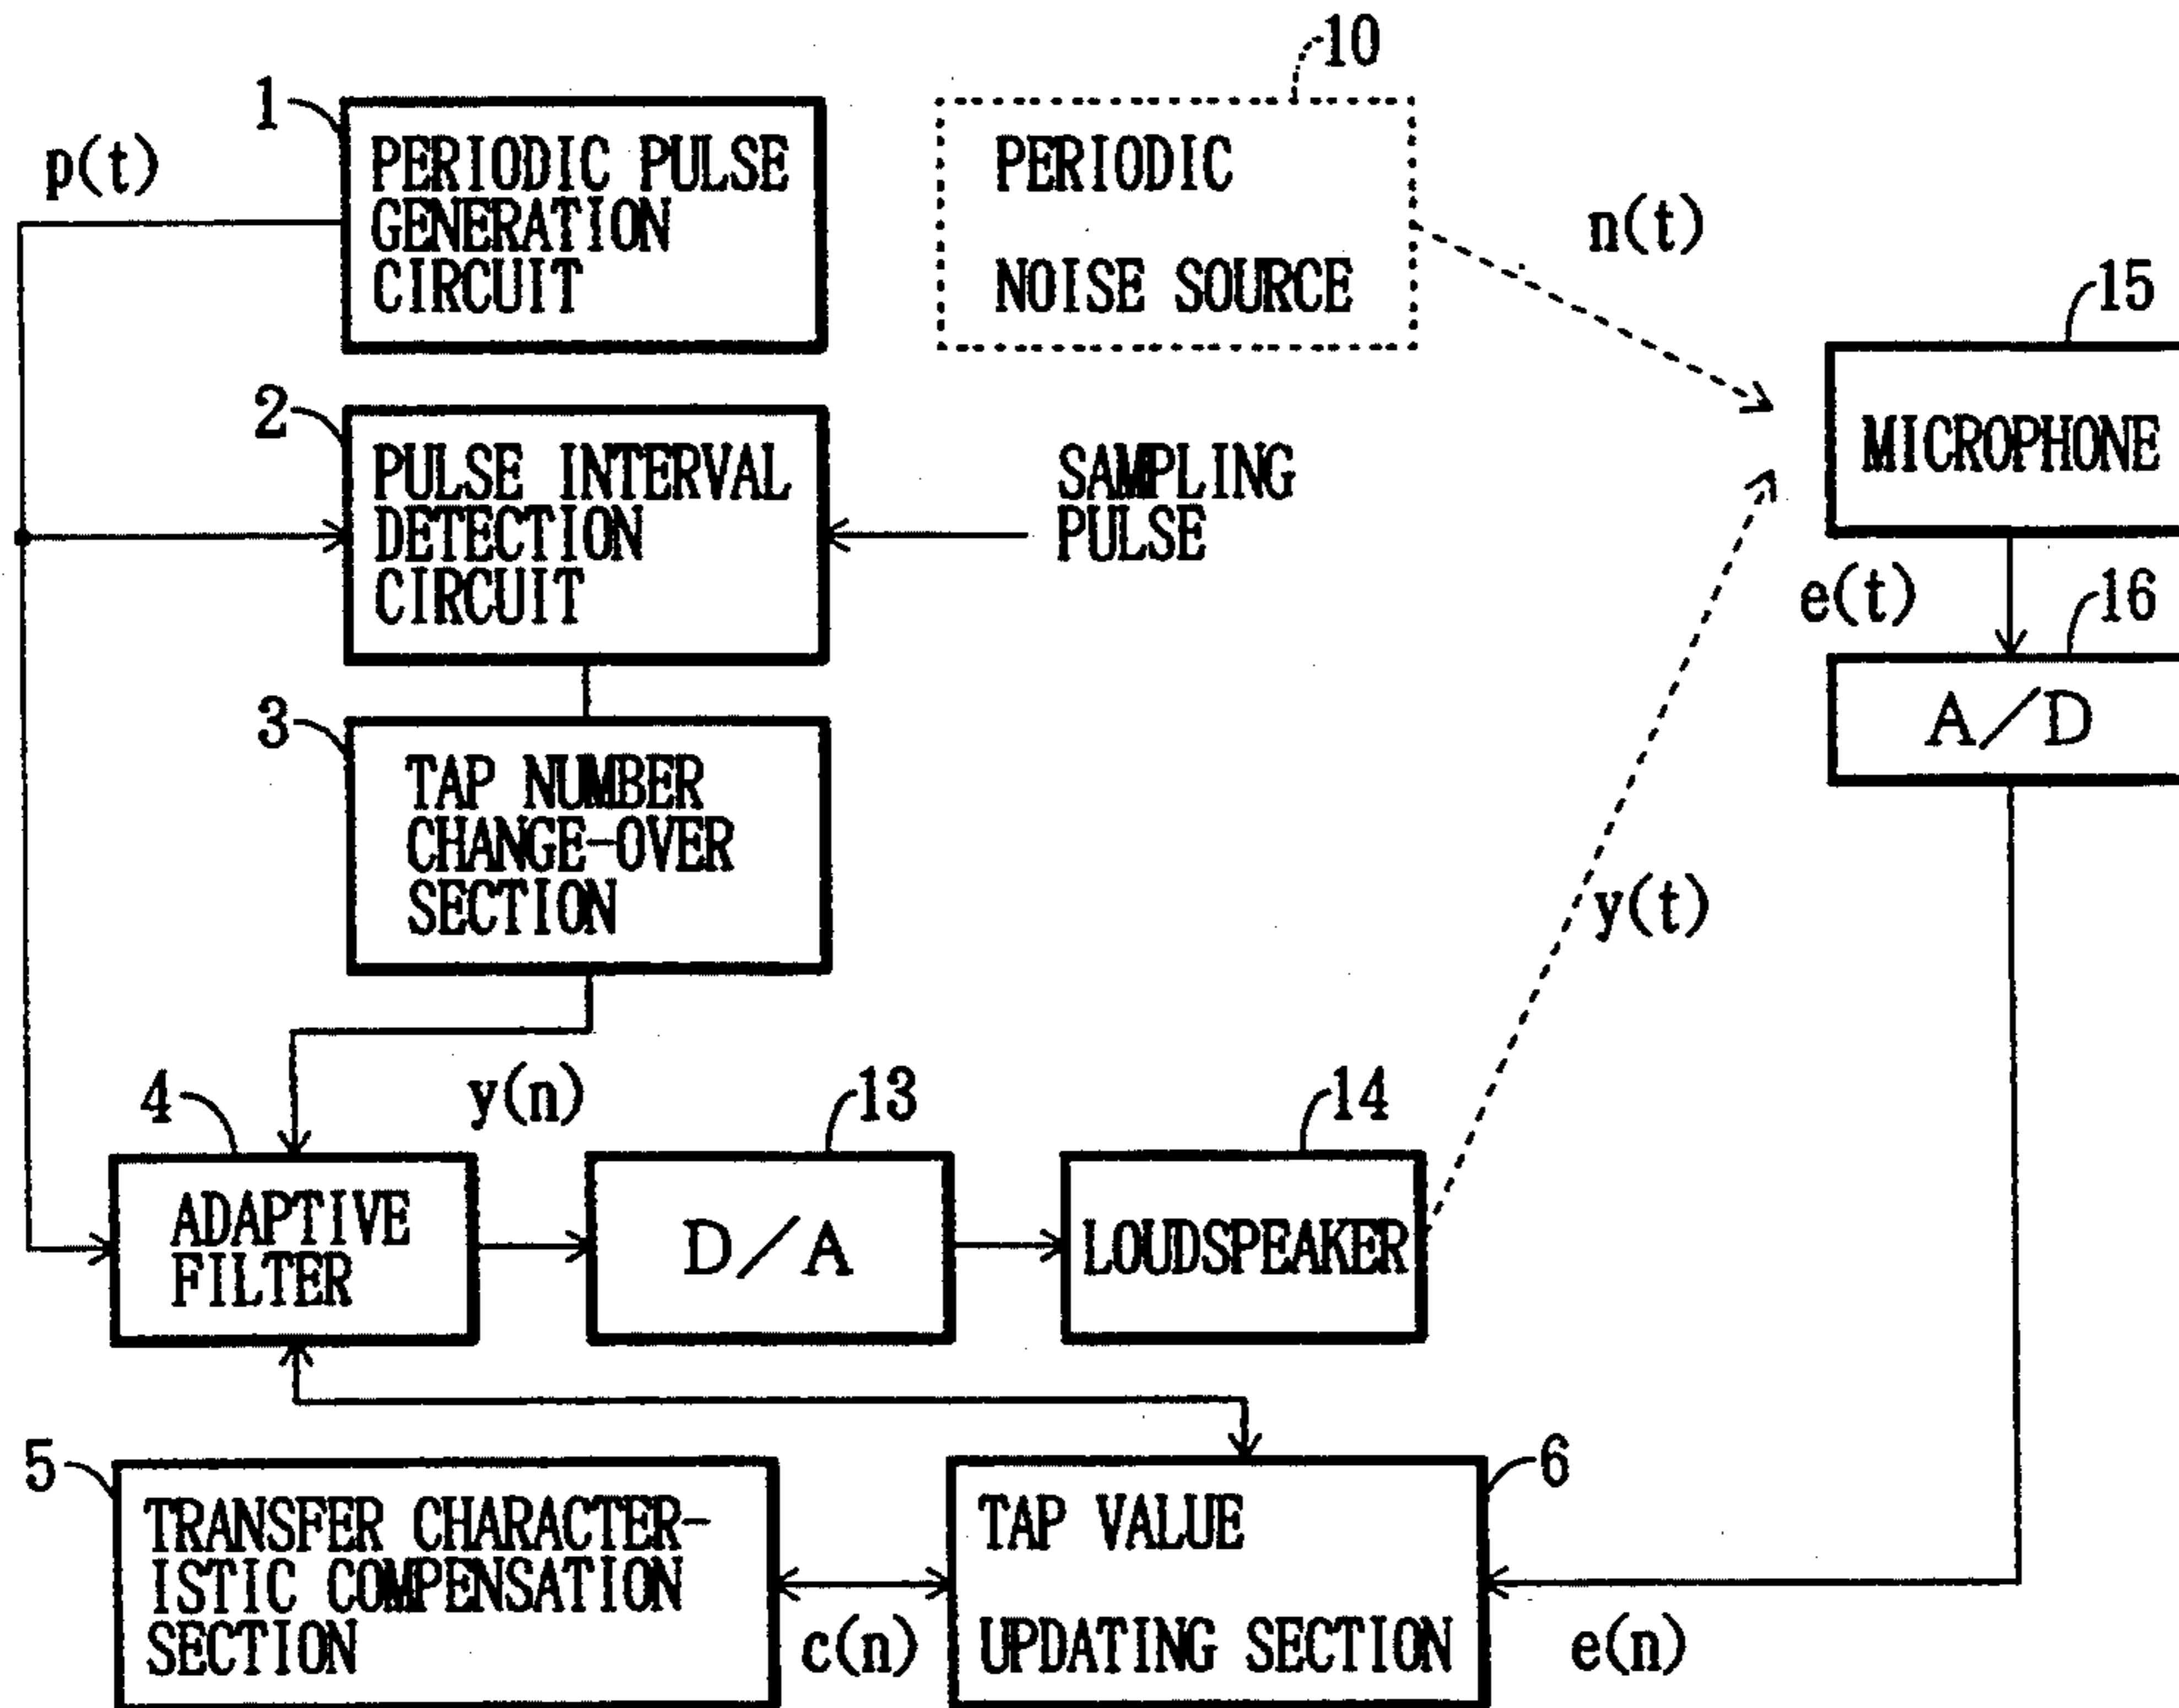 10
1
p(t)
PERIODIC PULSE
GENERATION
CIRCUIT
PERIODIC
NOISE SOURCE
n(t)
15
MICROPHONE
2
PULSE INTERVAL
DETECTION
CIRCUIT
SAMPLING
PULSE
e(t)
16
A/D
3
TAP NUMBER
CHANGE-OVER
SECTION
y(t)
4
y(n)
13
14
ADAPTIVE
FILTER
D/A
LOUDSPEAKER
5
TRANSFER CHARACTER-
ISTIC COMPENSATION
SECTION
c(n)
6
TAP VALUE
UPDATING SECTION
e(n)